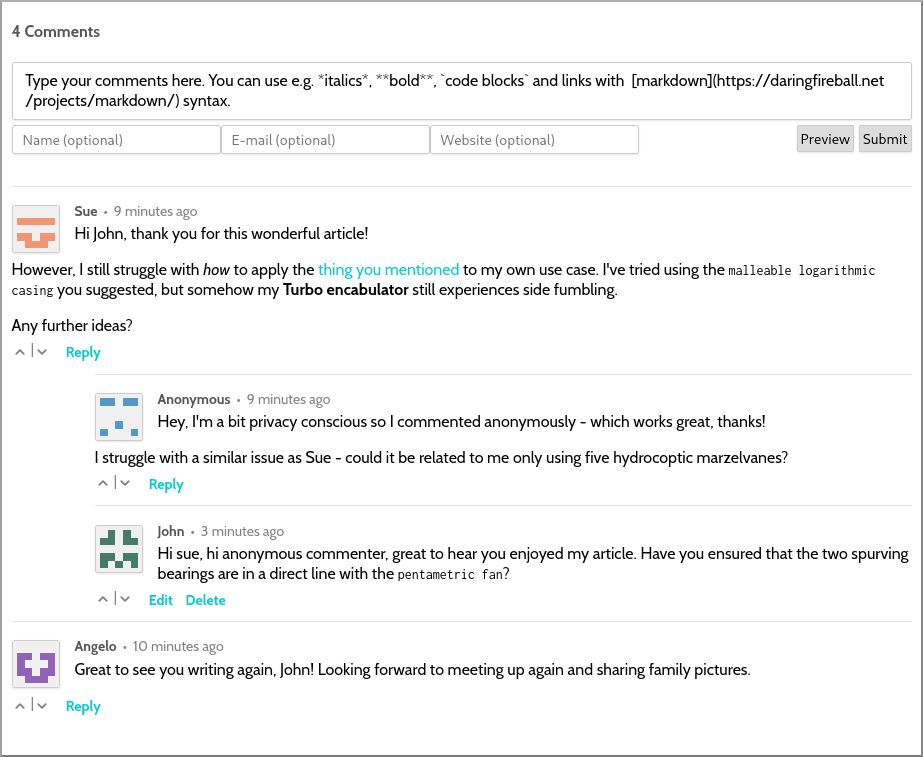 4 Comments
Type your comments here. You can use e.g. *italics*, **bold**, `code blocks` and links with [markdown](https://daringfireball.net
/projects/markdown/) syntax.
Name (optional) E-mail (optional) Website (optional) Preview Submit
Sue • 9 minutes ago
Hi John, thank you for this wonderful article!
However, I still struggle with how to apply the thing you mentioned to my own use case. I've tried using the malleable logarithmic
casing you suggested, but somehow my Turbo encabulator still experiences side fumbling.
Any further ideas?
| Reply
Anonymous • 9 minutes ago
Hey, I'm a bit privacy conscious so I commented anonymously - which works great, thanks!
I struggle with a similar issue as Sue - could it be related to me only using five hydrocoptic marzelvanes?
| Reply
John • 3 minutes ago
Hi sue, hi anonymous commenter, great to hear you enjoyed my article. Have you ensured that the two spurving
bearings are in a direct line with the pentametric fan?
| Edit Delete
Angelo • 10 minutes ago
Great to see you writing again, John! Looking forward to meeting up again and sharing family pictures.
| Reply